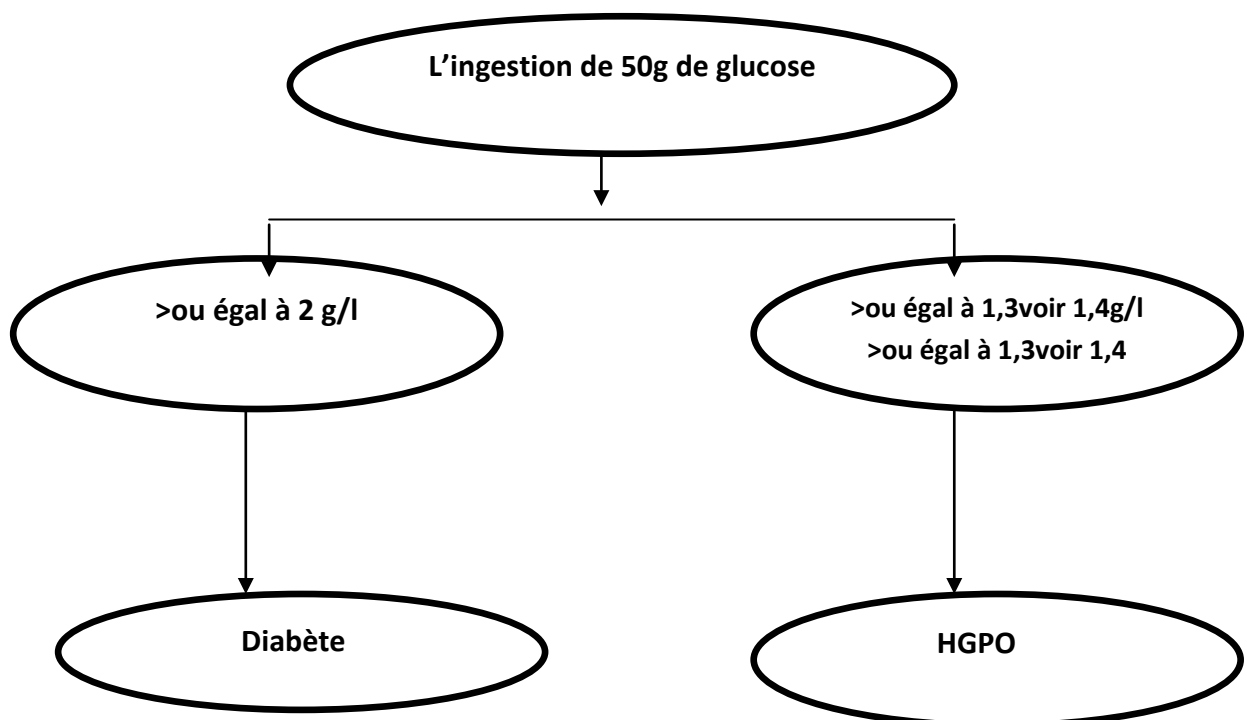 L’ingestion de 50g de glucose
>ou égal à 2 g/l
>ou égal à 1,3voir 1,4g/l
>ou égal à 1,3voir 1,4
Diabète
HGPO